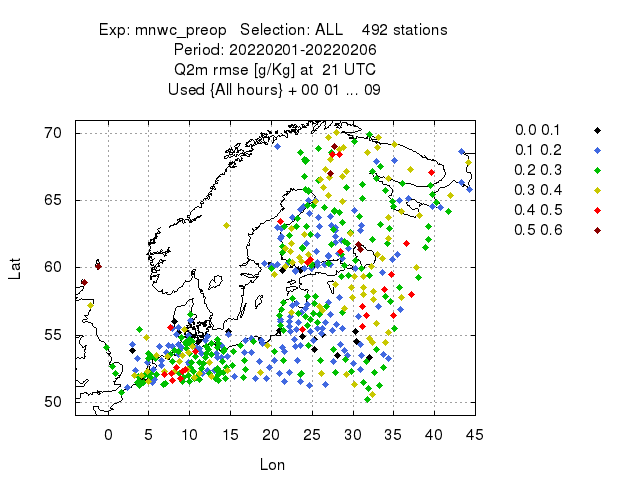 Exp: mnwc_preop   Selection: ALL    492 stations
Period: 20220201-20220206
Q2m rmse [g/Kg] at  21 UTC
Used {All hours} + 00 01 ... 09
70
65
60
55
50
Lat
0 5 10 15 20 25 30 35 40 45
Lon
0.0 0.1
0.1 0.2
0.2 0.3
0.3 0.4
0.4 0.5
0.5 0.6